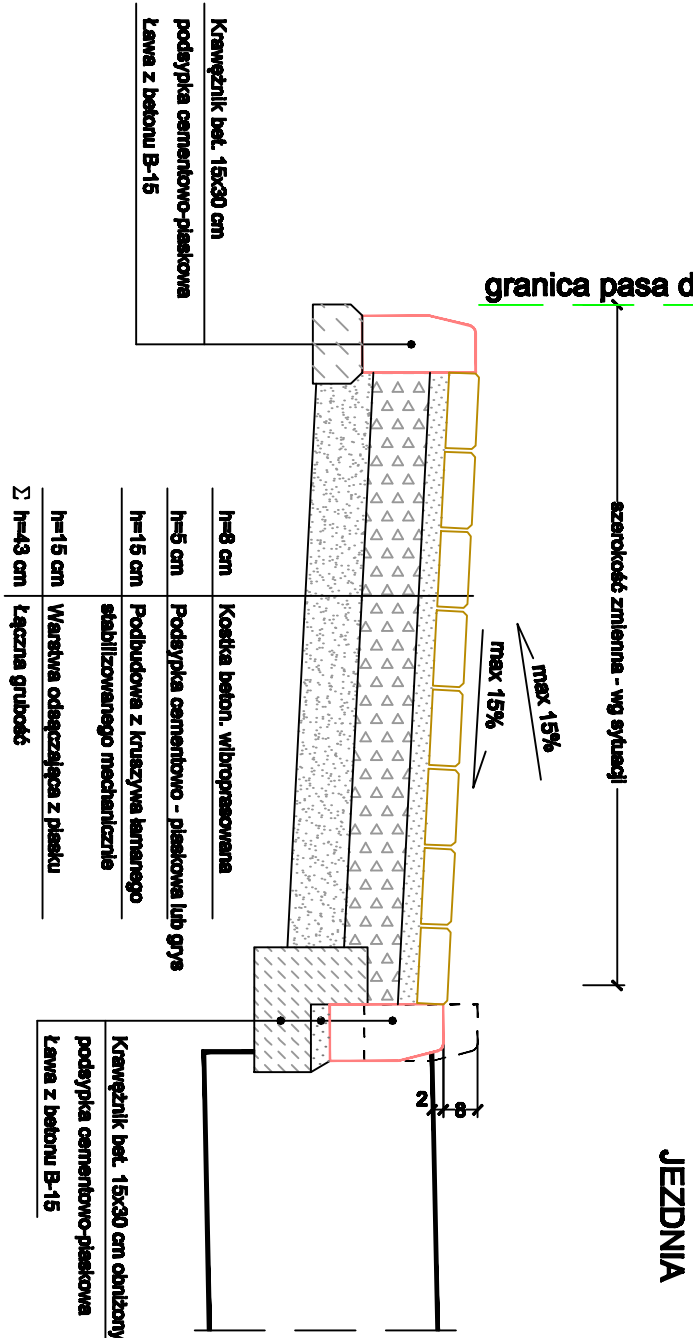 granica pasa d
szerokość zmienna - wg sytuacji
max 15%
max 15%
JEZDNIA
Krawężnik bet. 15x30 cm
podsypka cementowo-piaskowa
Ława z betonu B-15
h=8 cm Kostka beton. wibroprasowana
h=5 cm Podsypka cementowo - piaskowa lub grys
h=15 cm Podbudowa z kruszywa łamanego
stabilizowanego mechanicznie
h=15 cm Warstwa odsączająca z piasku
Σ h=43 cm Łączna grubość
2 8
Krawężnik bet. 15x30 cm obniżony
podsypka cementowo-piaskowa
Ława z betonu B-15